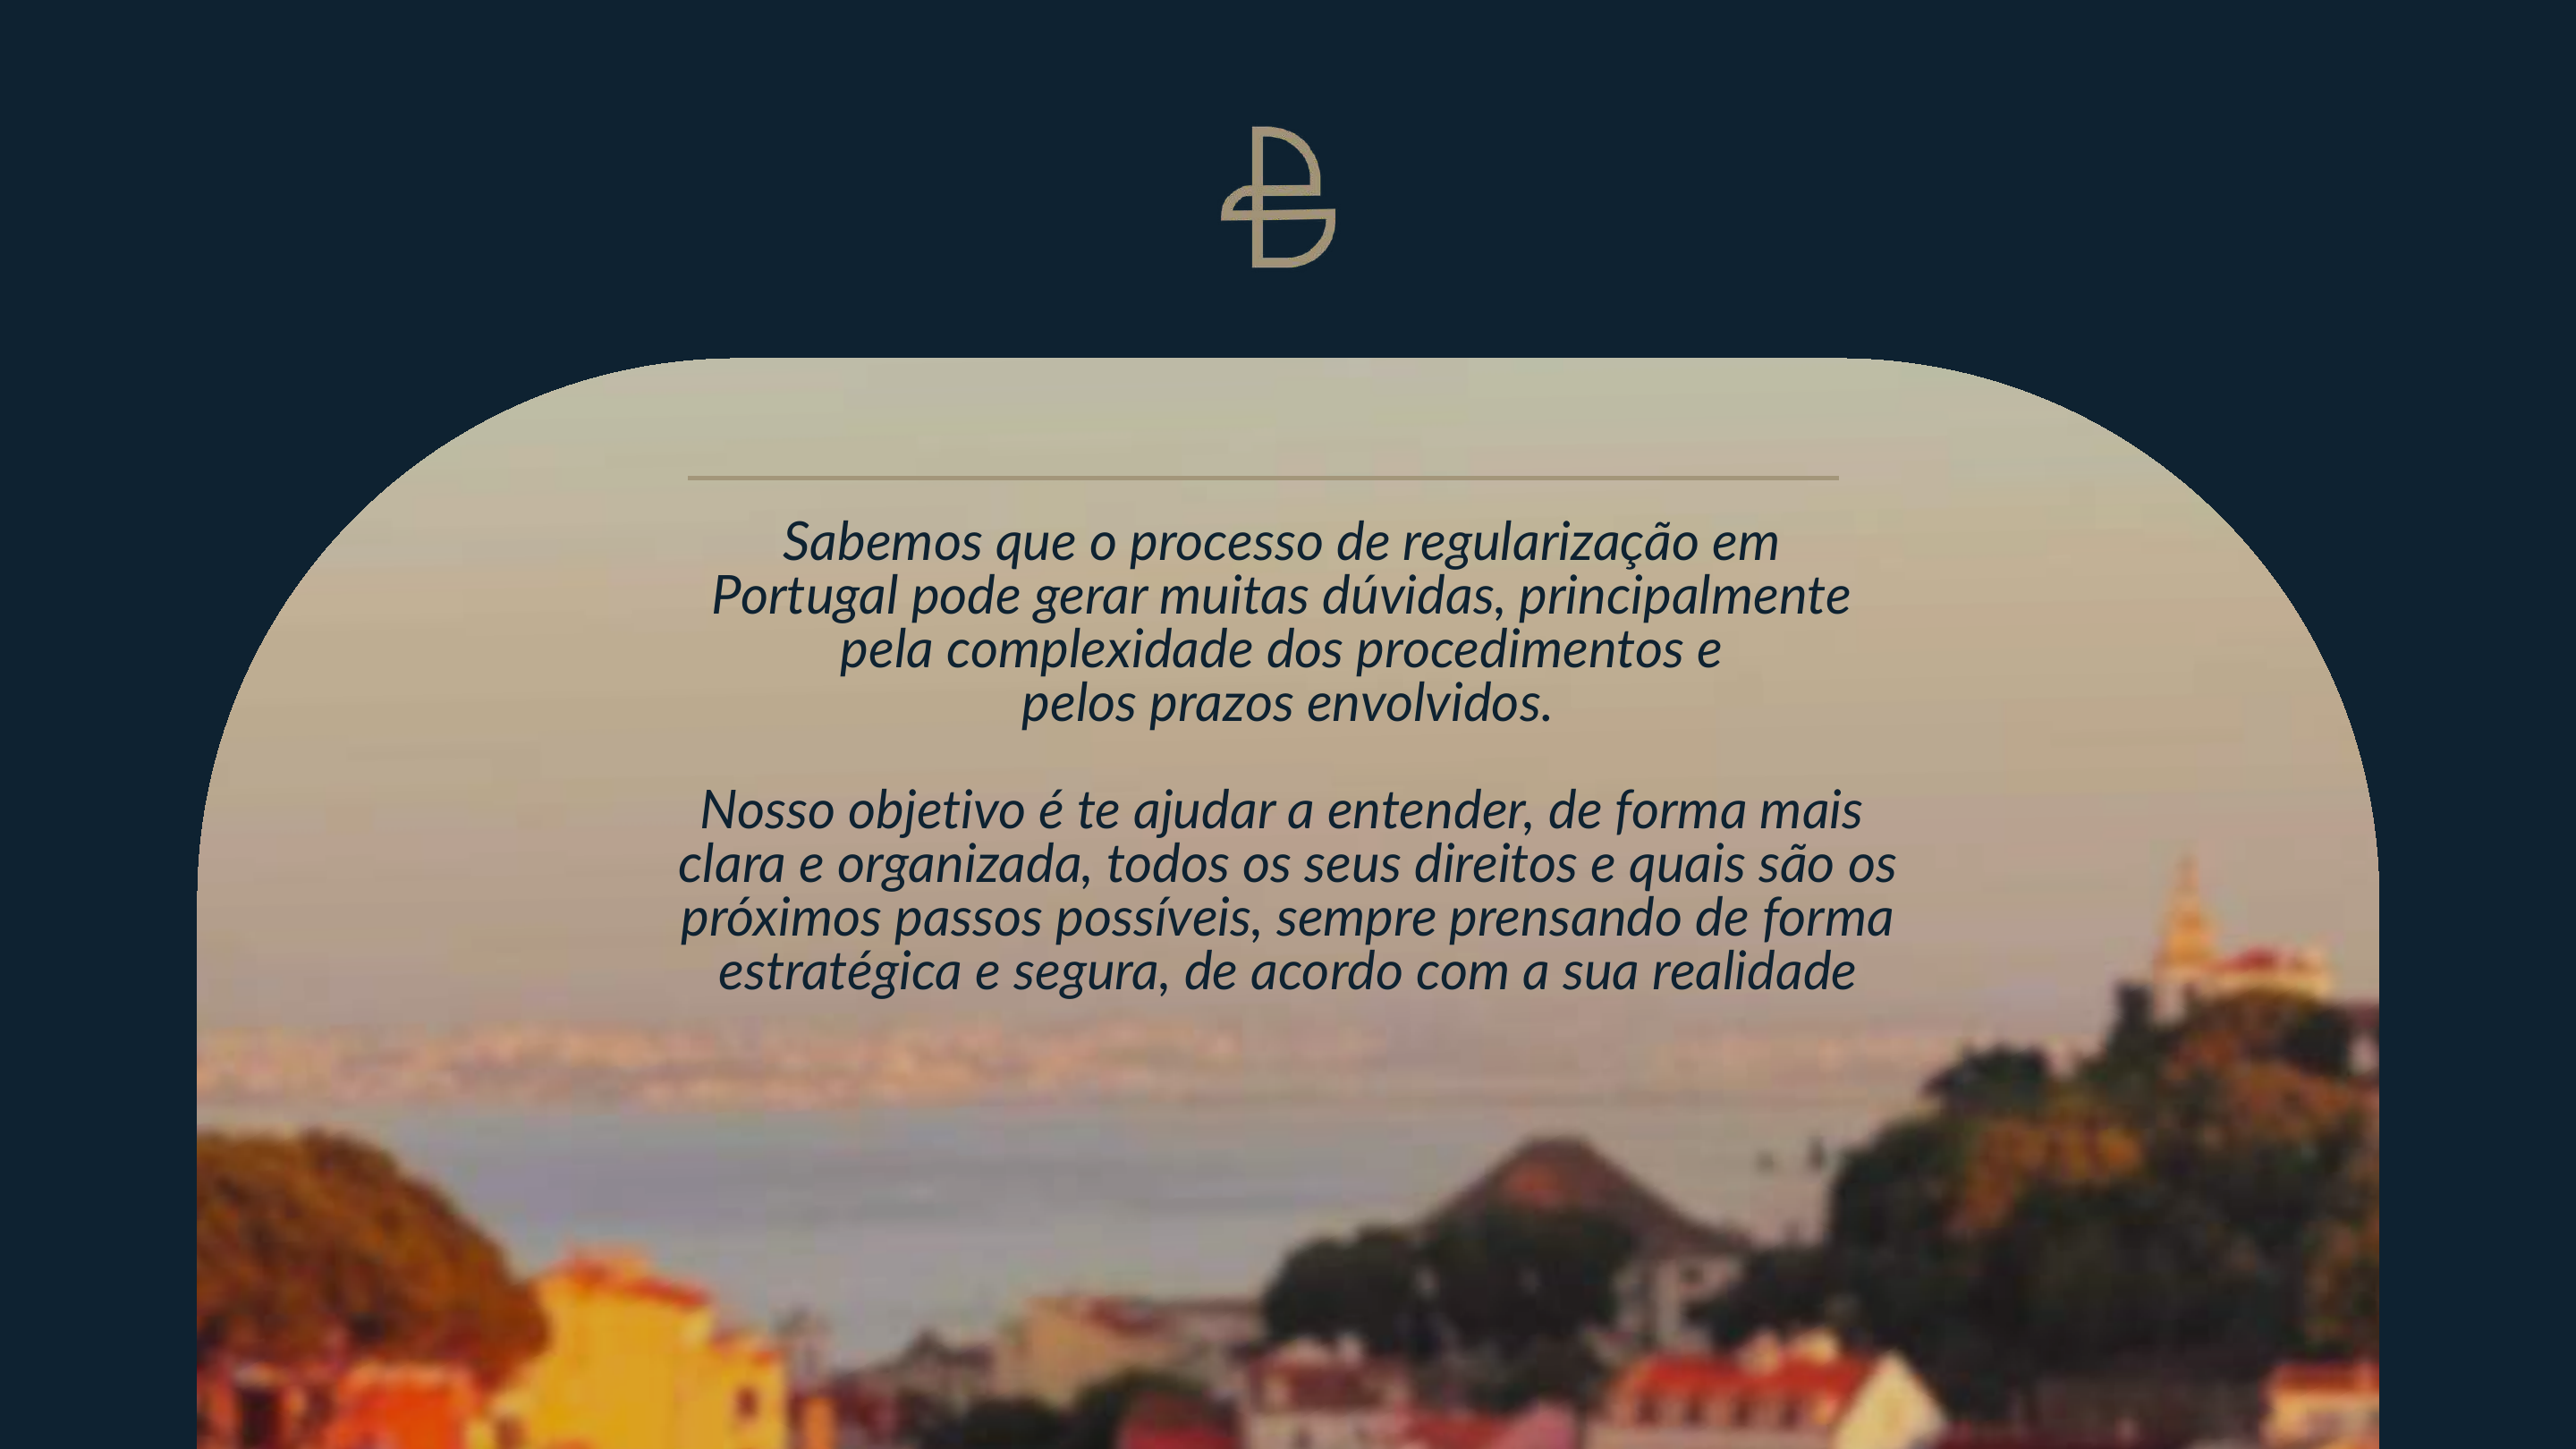 Sabemos que o processo de regularização em
Portugal pode gerar muitas dúvidas, principalmente
pela complexidade dos procedimentos e
pelos prazos envolvidos.
Nosso objetivo é te ajudar a entender, de forma mais
clara e organizada, todos os seus direitos e quais são os
próximos passos possíveis, sempre prensando de forma
estratégica e segura, de acordo com a sua realidade